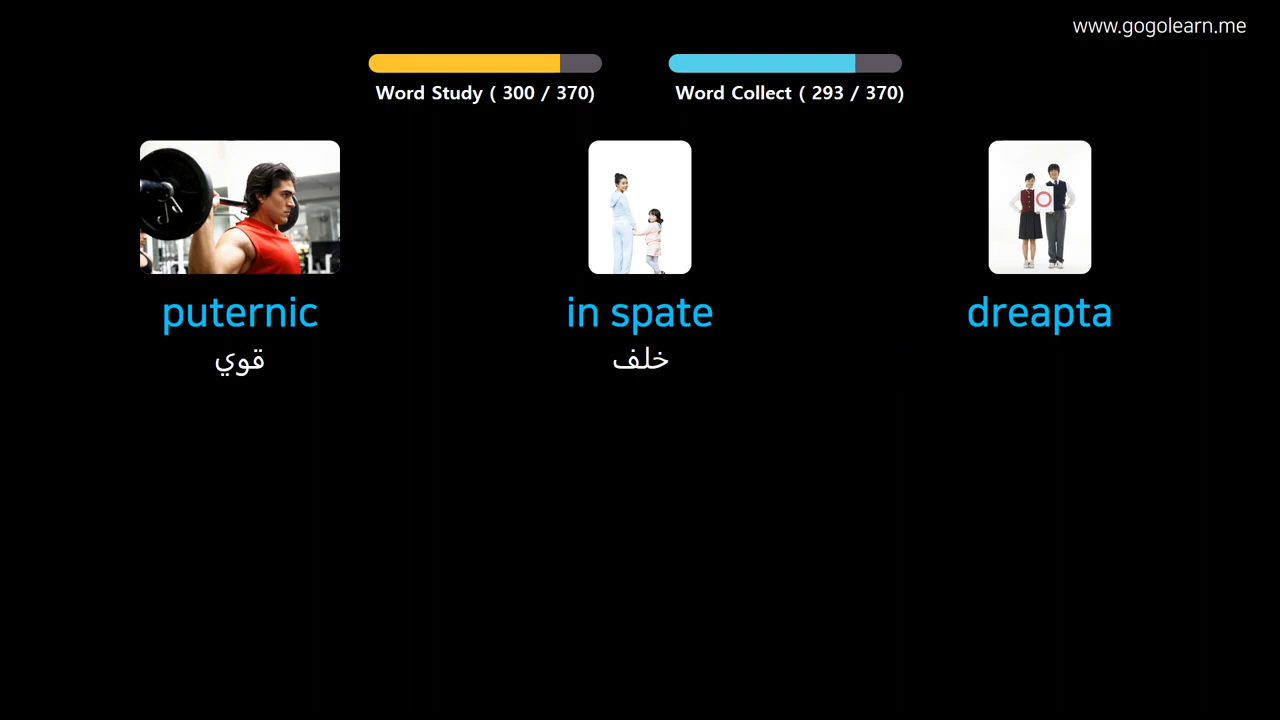 www.gogolearn.me
Word Study ( 300 / 370)
Word Collect ( 293 / 370)
puternic
قوي
in spate
خلف
dreapta